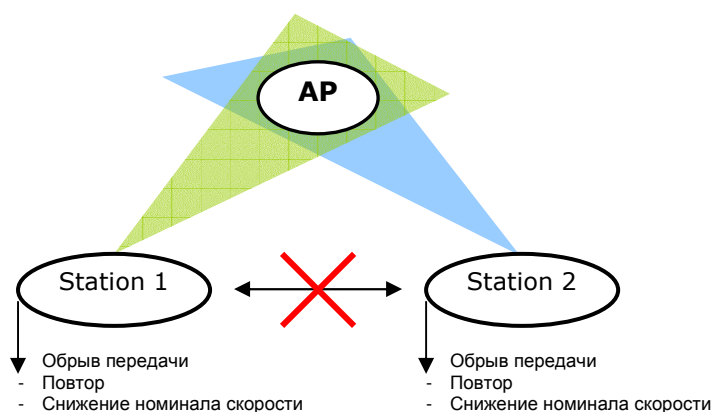 AP
Station 1
Station 2
Обрыв передачи
- Повтор
- Снижение номинала скорости
Обрыв передачи
- Повтор
- Снижение номинала скорости